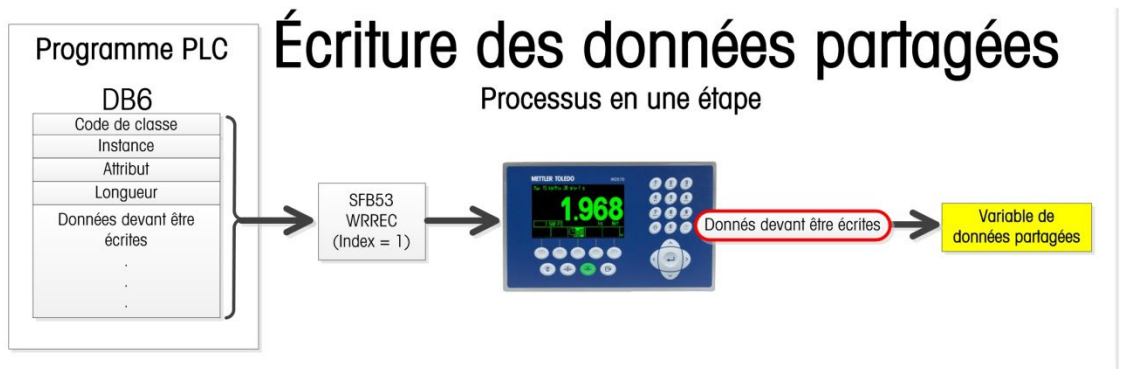 Écriture des données partagées
Processus en une étape
Programme PLC
DB6
Code de classe
Instance
Attribut
Longueur
Données devant être
écrites
.
.
.
SFB53
WRREC
(Index = 1)
METTLER TOLEDO
1.968
Donnés devant être écrites
Variable de
données partagées